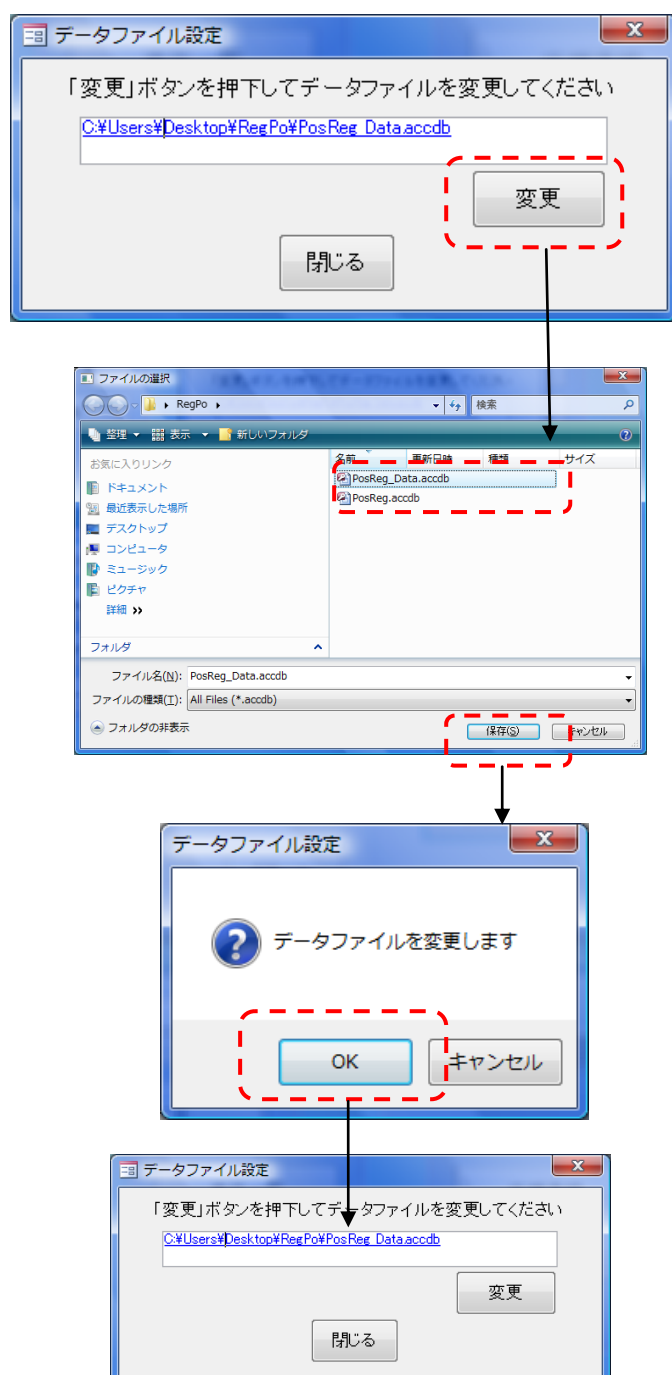 データファイル設定
「変更」ボタンを押下してデータファイルを変更してください
C:¥Users¥Desktop¥RegPo¥PosReg_Data.accdb
変更
閉じる
ファイルの選択
RegPo
検索
整理 表示 新しいフォルダ
お気に入りリンク
名前 更新日時 種類 サイズ
ドキュメント
最近表示した場所
デスクトップ
コンピュータ
ミュージック
ピクチャ
詳細 »
PosReg_Data.accdb
PosReg.accdb
フォルダ
ファイル名(N): PosReg_Data.accdb
ファイルの種類(T): All Files (*.accdb)
フォルダの非表示
保存(S) キャンセル
データファイル設定
データファイルを変更します
OK キャンセル
データファイル設定
「変更」ボタンを押下してデータファイルを変更してください
C:¥Users¥Desktop¥RegPo¥PosReg_Data.accdb
変更
閉じる